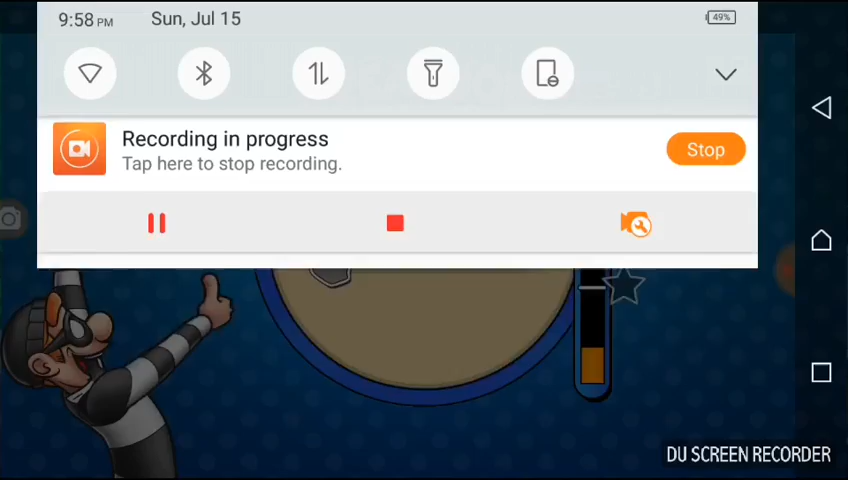 9:58 PM Sun, Jul 15 49%
Recording in progress
Tap here to stop recording.
Stop
DU SCREEN RECORDER